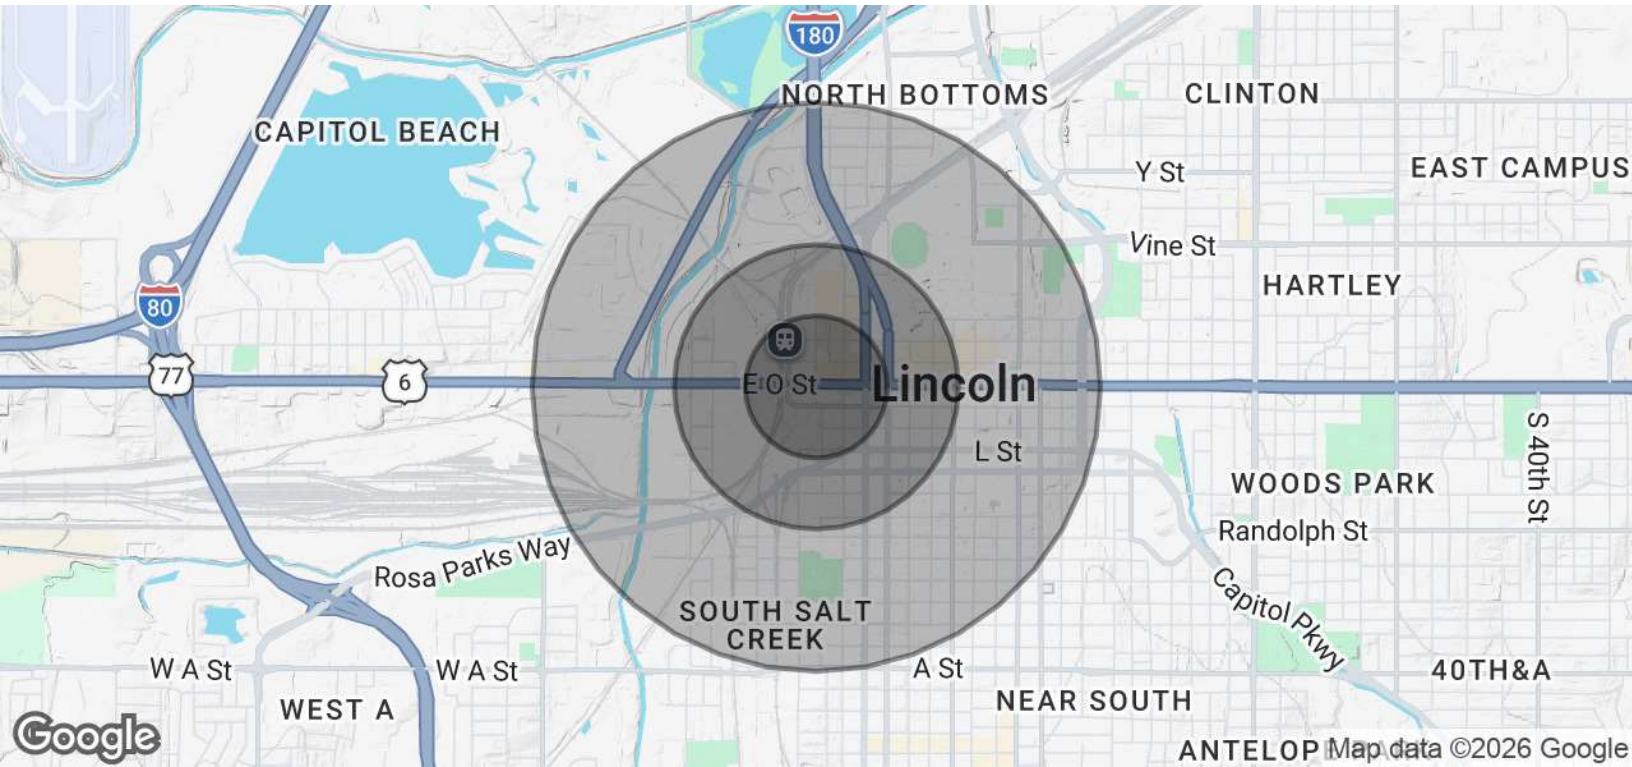 180
NORTH BOTTOMS
CLINTON
CAPITOL BEACH
Y St
EAST CAMPUS
Vine St
HARTLEY
80
77
6
E O St
Lincoln
L St
S 40th St
WOODS PARK
Randolph St
Rosa Parks Way
Capitol Pkwy
SOUTH SALT
CREEK
W A St
W A St
A St
40TH&A
WEST A
NEAR SOUTH
Google
ANTELOP
Map data ©2026 Google